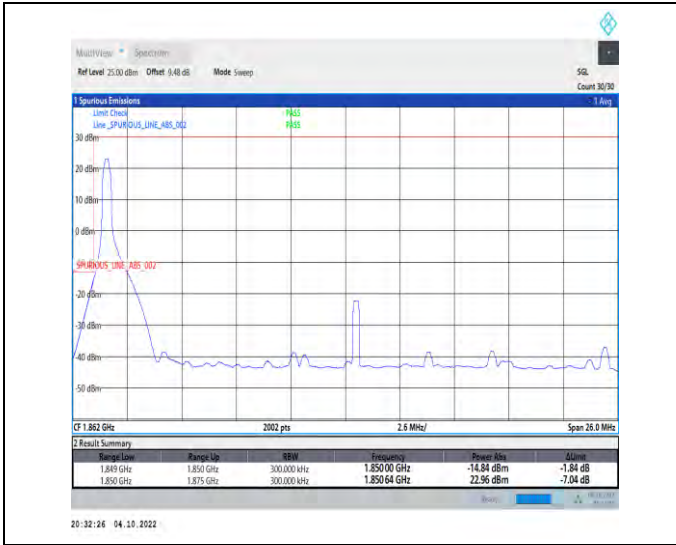 MultiView Spectrum
Ref Level 25.00 dBm Offset 9.48 dB Mode Sweep SGL
Count 30/30
1 Spurious Emissions 1 Avg
Limit Check PASS
Line _SPURIOUS_LINE_ABS_002 PASS
30 dBm
20 dBm
10 dBm
0 dBm
SPURIOUS_LINE_ABS_002
-20 dBm
-30 dBm
-40 dBm
-50 dBm
CF 1.862 GHz 2002 pts 2.6 MHz/ Span 26.0 MHz
2 Result Summary
Range Low Range Up RBW Frequency Power Abs ΔLimit
1.849 GHz 1.850 GHz 300.000 kHz 1.85000 GHz -14.84 dBm -1.84 dB
1.850 GHz 1.875 GHz 300.000 kHz 1.85064 GHz 22.96 dBm -7.04 dB
Ready
20:32:26 04.10.2022